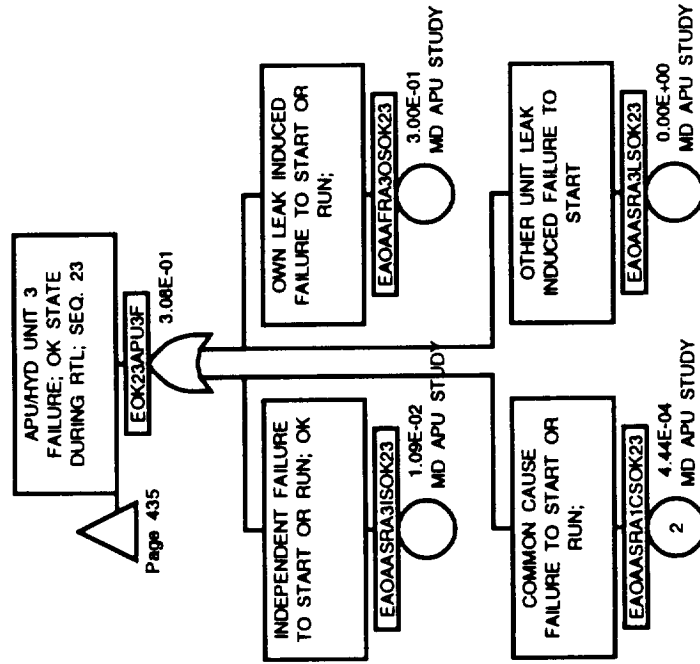 APU/HYD UNIT 3
FAILURE; OK STATE
DURING RTL; SEQ. 23
EOK23APU3F
3.08E-01
Page 435
INDEPENDENT FAILURE
TO START OR RUN; OK
EAOAASRA3ISOK23
1.09E-02
MD APU STUDY
OWN LEAK INDUCED
FAILURE TO START OR
RUN;
EAOAAFRA3OSOK23
3.00E-01
MD APU STUDY
COMMON CAUSE
FAILURE TO START OR
RUN;
EAOAASRA1CSOK23
2
4.44E-04
MD APU STUDY
OTHER UNIT LEAK
INDUCED FAILURE TO
START
EAOAASRA3LSOK23
0.00E+00
MD APU STUDY